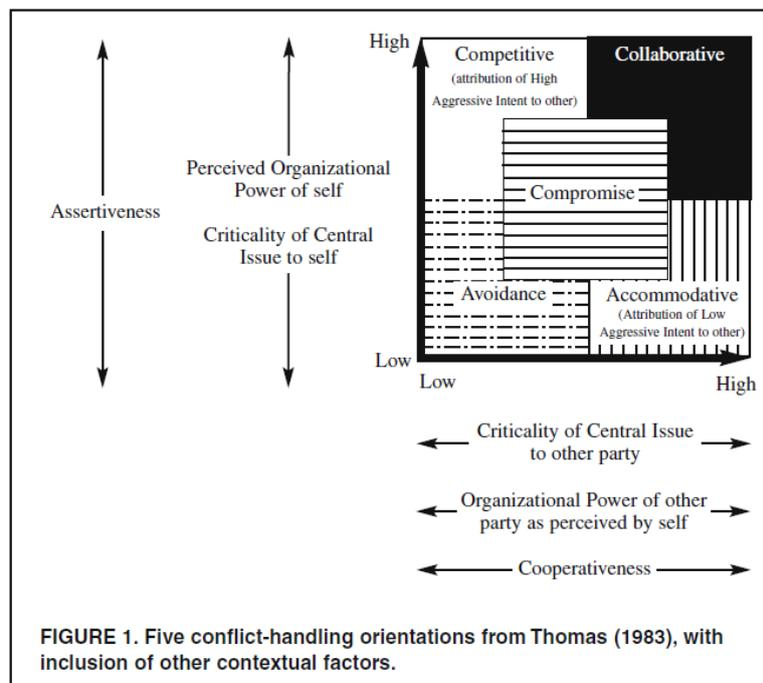 High
Competitive
(attribution of High
Aggressive Intent to other)
Collaborative
Perceived Organizational
Power of self
Assertiveness
Compromise
Criticality of Central
Issue to self
Avoidance
Accommodative
(Attribution of Low
Aggressive Intent to other)
Low
Low
High
Criticality of Central Issue
to other party
Organizational Power of other
party as perceived by self
Cooperativeness
FIGURE 1. Five conflict-handling orientations from Thomas (1983), with
inclusion of other contextual factors.